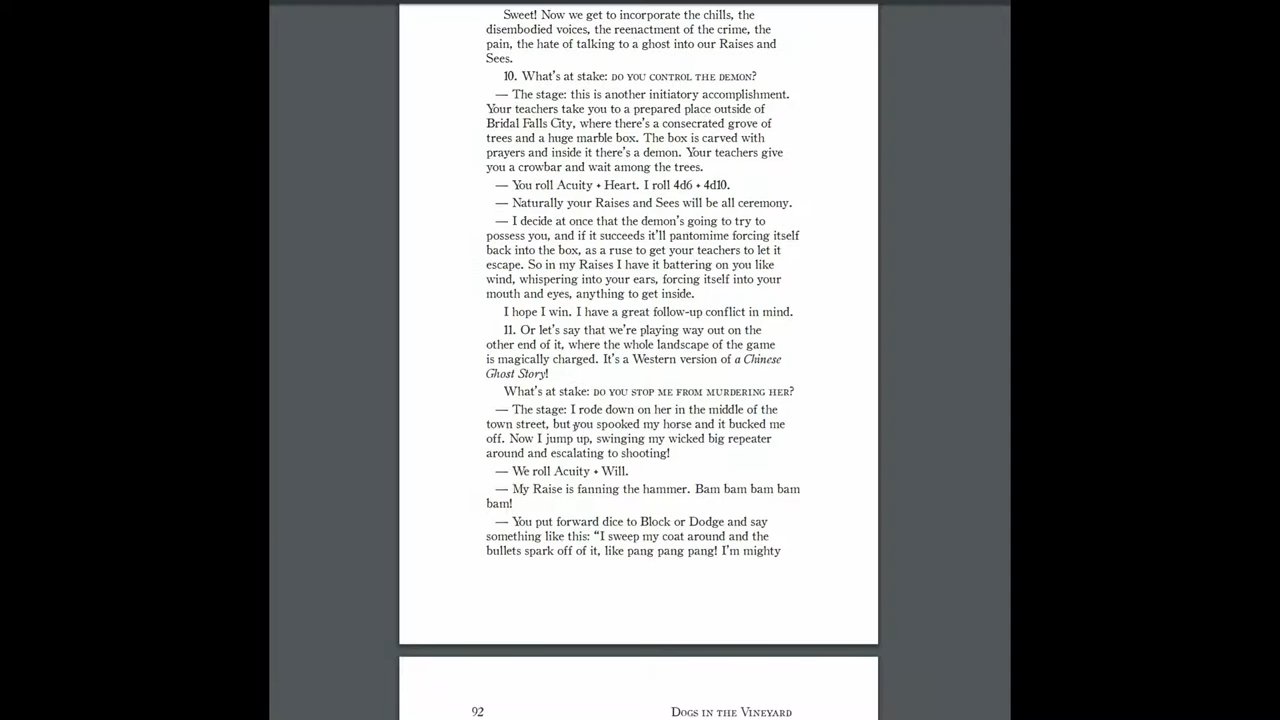 Sweet! Now we get to incorporate the chills, the
disembodied voices, the reenactment of the crime, the
pain, the hate of talking to a ghost into our Raises and
Sees.
10. What's at stake: DO YOU CONTROL THE DEMON?
— The stage: this is another initiatory accomplishment.
Your teachers take you to a prepared place outside of
Bridal Falls City, where there's a consecrated grove of
trees and a huge marble box. The box is carved with
prayers and inside it there's a demon. Your teachers give
you a crowbar and wait among the trees.
— You roll Acuity + Heart. I roll 4d6 + 4d10.
— Naturally your Raises and Sees will be all ceremony.
— I decide at once that the demon's going to try to
possess you, and if it succeeds it'll pantomime forcing itself
back into the box, as a ruse to get your teachers to let it
escape. So in my Raises I have it battering on you like
wind, whispering into your ears, forcing itself into your
mouth and eyes, anything to get inside.
I hope I win. I have a great follow-up conflict in mind.
11. Or let's say that we're playing way out on the
other end of it, where the whole landscape of the game
is magically charged. It's a Western version of a Chinese
Ghost Story!
What's at stake: DO YOU STOP ME FROM MURDERING HER?
— The stage: I rode down on her in the middle of the
town street, but you spooked my horse and it bucked me
off. Now I jump up, swinging my wicked big repeater
around and escalating to shooting!
— We roll Acuity + Will.
— My Raise is fanning the hammer. Bam bam bam bam
bam!
— You put forward dice to Block or Dodge and say
something like this: “I sweep my coat around and the
bullets spark off of it, like pang pang pang! I'm mighty
92 DOGS IN THE VINEYARD